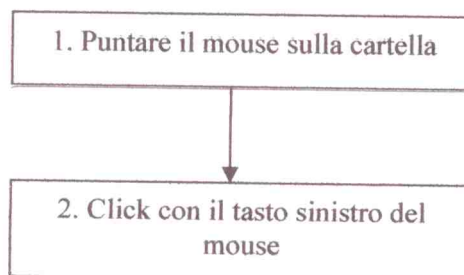 1. Puntare il mouse sulla cartella
2. Click con il tasto sinistro del
mouse